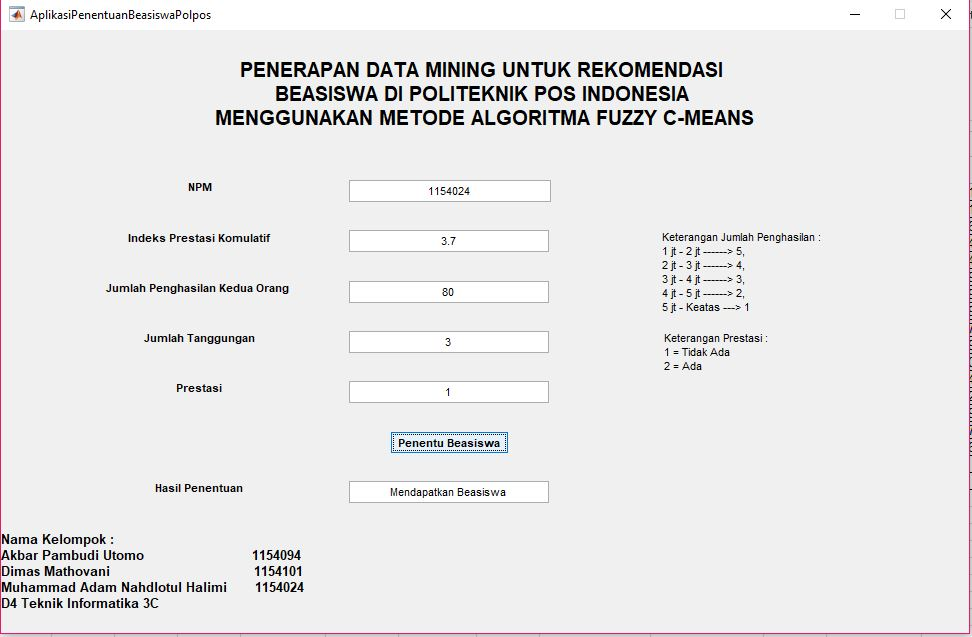 AplikasiPenentuanBeasiswaPolpos
PENERAPAN DATA MINING UNTUK REKOMENDASI
BEASISWA DI POLITEKNIK POS INDONESIA
MENGGUNAKAN METODE ALGORITMA FUZZY C-MEANS
NPM
1154024
Indeks Prestasi Komulatif
3.7
Jumlah Penghasilan Kedua Orang
80
Jumlah Tanggungan
3
Prestasi
1
Keterangan Jumlah Penghasilan :
1 jt - 2 jt ------> 5,
2 jt - 3 jt ------> 4,
3 jt - 4 jt ------> 3,
4 jt - 5 jt ------> 2,
5 jt - Keatas ---> 1
Keterangan Prestasi :
1 = Tidak Ada
2 = Ada
Penentu Beasiswa
Hasil Penentuan
Mendapatkan Beasiswa
Nama Kelompok :
Akbar Pambudi Utomo 1154094
Dimas Mathovani 1154101
Muhammad Adam Nahdlotul Halimi 1154024
D4 Teknik Informatika 3C